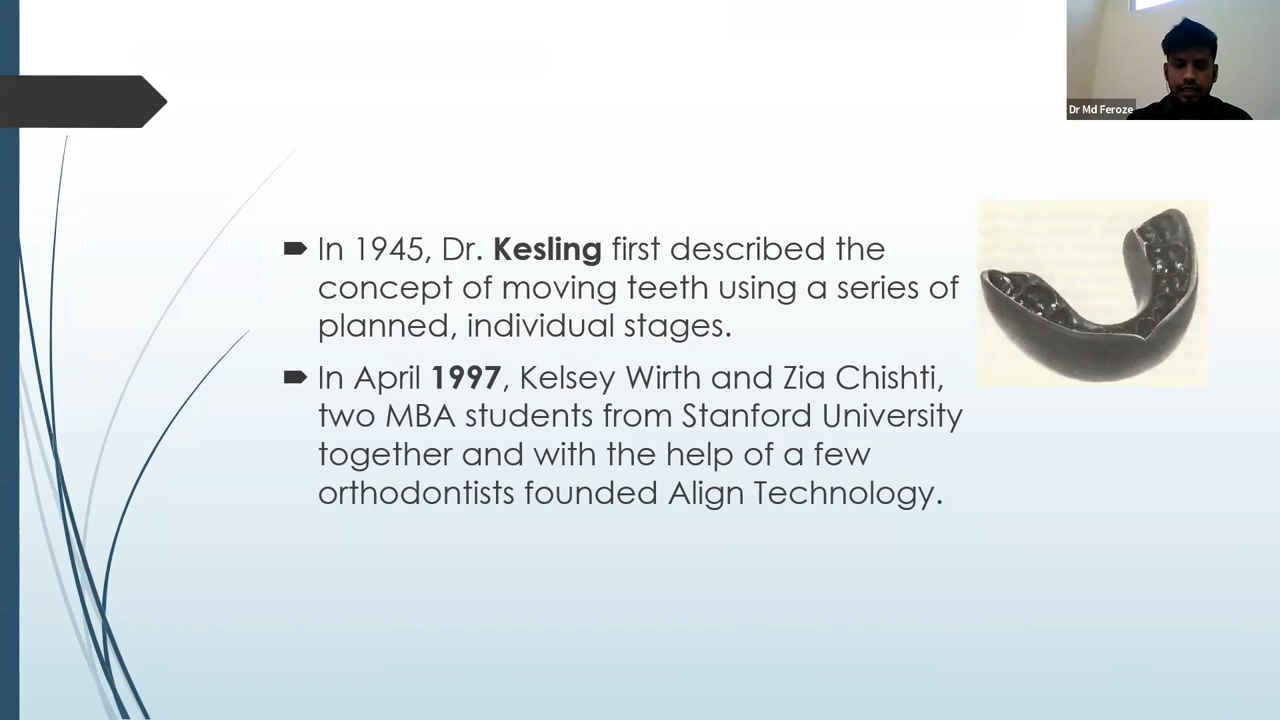 Dr Md Feroze
In 1945, Dr. Kesling first described the
concept of moving teeth using a series of
planned, individual stages.
In April 1997, Kelsey Wirth and Zia Chishti,
two MBA students from Stanford University
together and with the help of a few
orthodontists founded Align Technology.